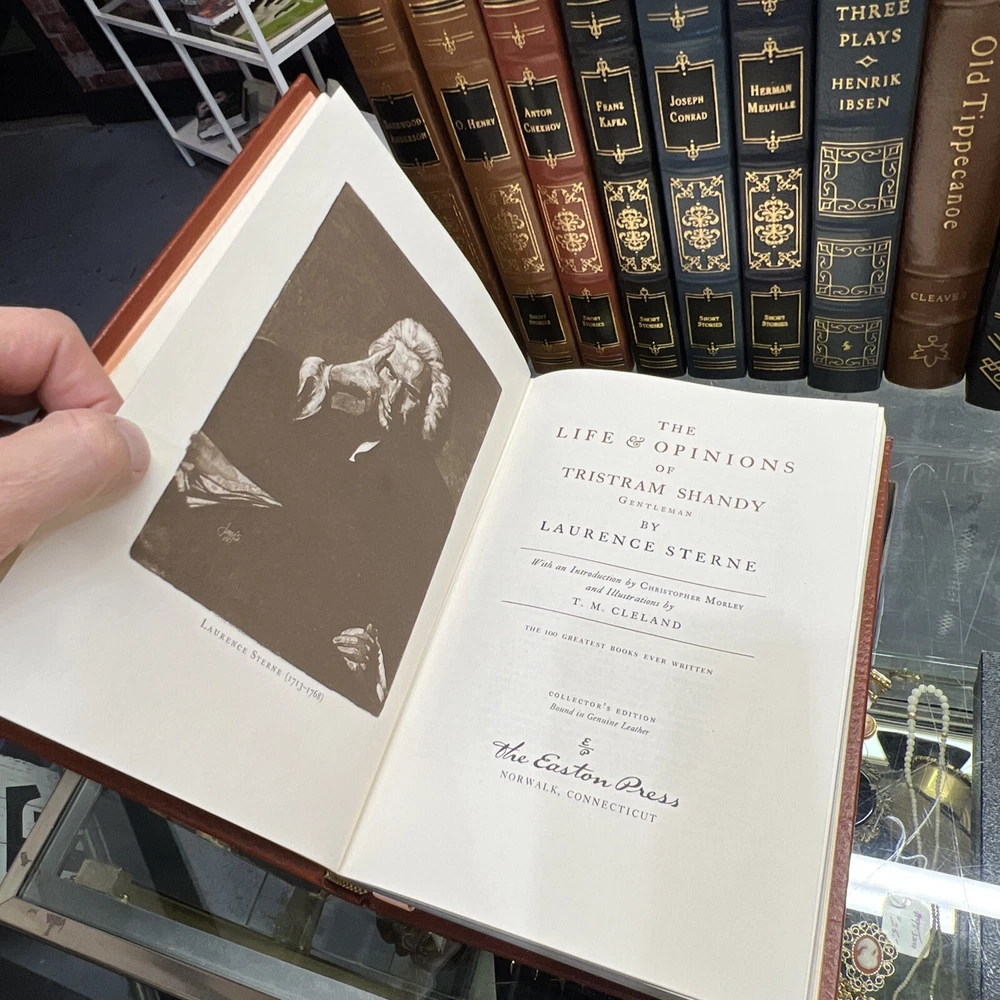 O. Henry
Anton
Chekhov
Franz
Kafka
Joseph
Conrad
Herman
Melville
THREE
PLAYS
HENRIK
IBSEN
Old Tippecanoe
CLEAVES
Short
Stories
Short
Stories
Short
Stories
Short
Stories
Short
Stories
THE
LIFE & OPINIONS
OF
TRISTRAM SHANDY
Gentleman
BY
LAURENCE STERNE
With an Introduction by Christopher Morley
and Illustrations by
T. M. CLELAND
THE 100 GREATEST BOOKS EVER WRITTEN
COLLECTOR'S EDITION
Bound in Genuine Leather
E
P
The Easton Press
NORWALK, CONNECTICUT
Laurence Sterne (1713-1768)